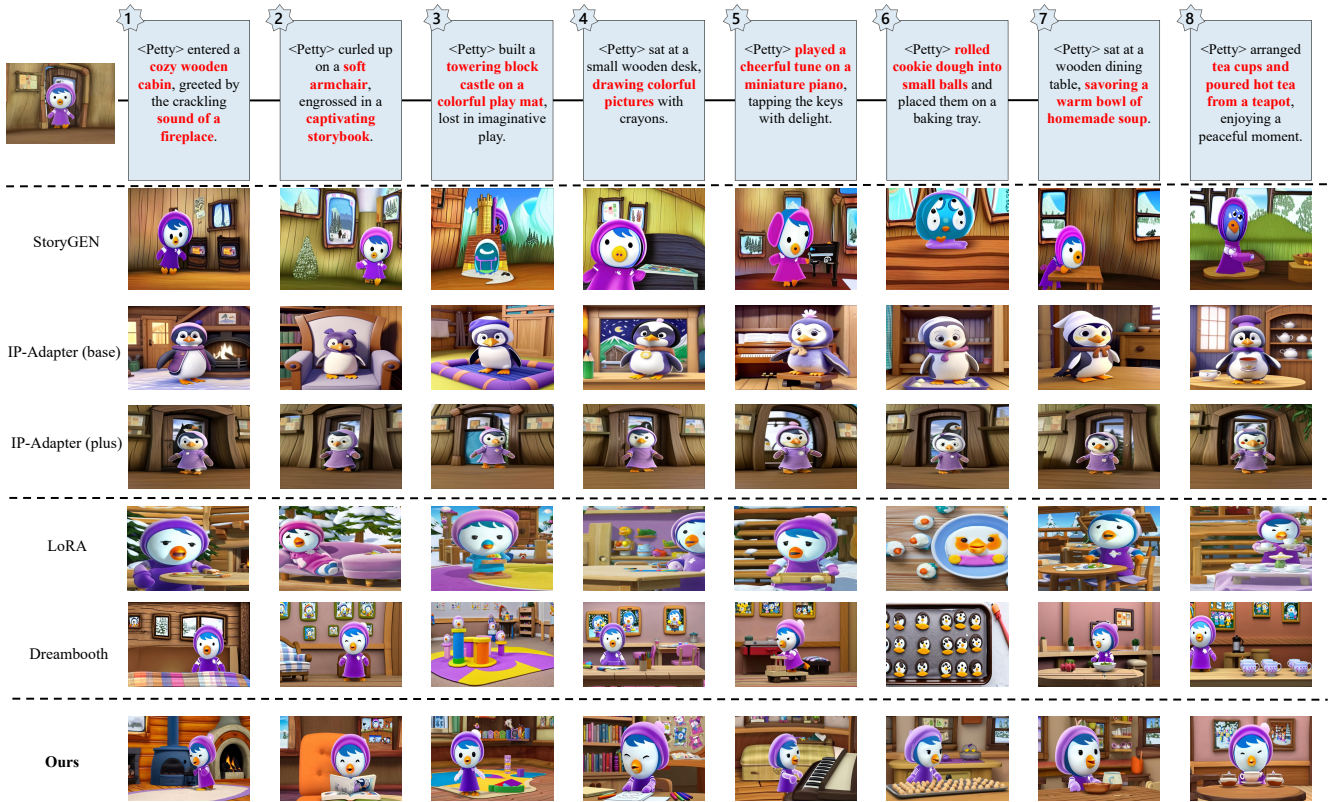 1
<Petty> entered a
cozy wooden
cabin, greeted by
the crackling
sound of a
fireplace.
2
<Petty> curled up
on a soft
armchair,
engrossed in a
captivating
storybook.
3
<Petty> built a
towering block
castle on a
colorful play mat,
lost in imaginative
play.
4
<Petty> sat at a
small wooden desk,
drawing colorful
pictures with
crayons.
5
<Petty> played a
cheerful tune on a
miniature piano,
tapping the keys
with delight.
6
<Petty> rolled
cookie dough into
small balls and
placed them on a
baking tray.
7
<Petty> sat at a
wooden dining
table, savoring a
warm bowl of
homemade soup.
8
<Petty> arranged
tea cups and
poured hot tea
from a teapot,
enjoying a
peaceful moment.
StoryGEN
IP-Adapter (base)
IP-Adapter (plus)
LoRA
Dreambooth
Ours